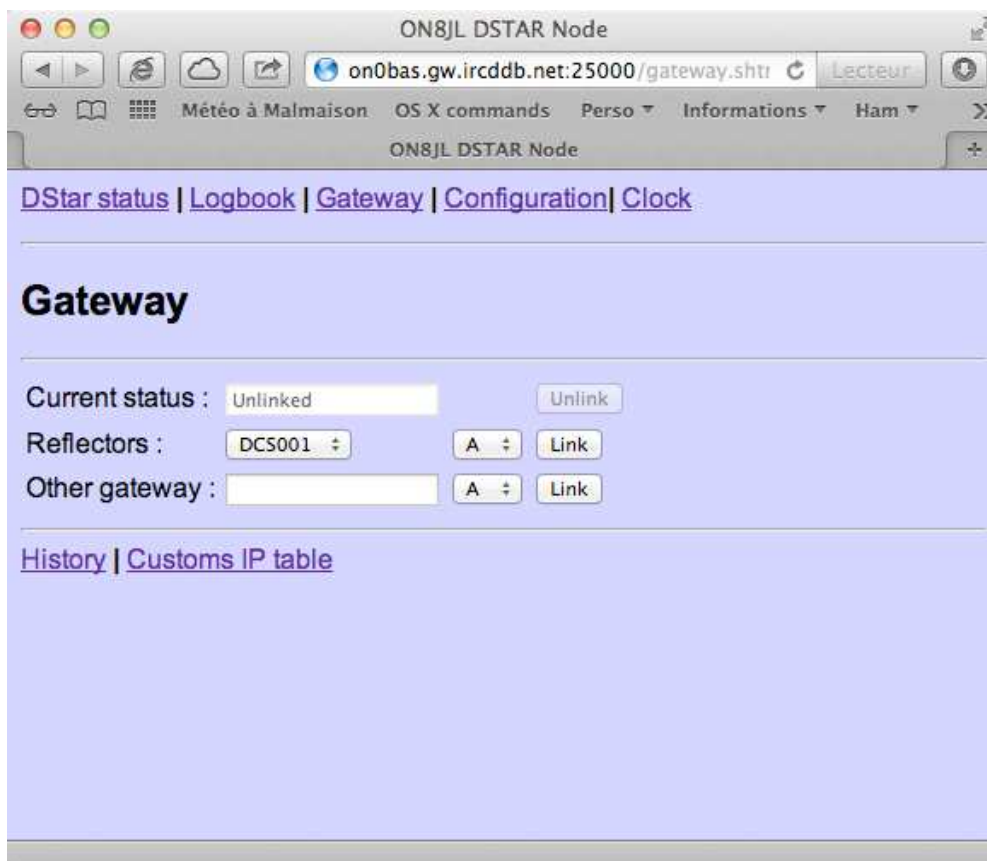 ON8JL DSTAR Node
on0bas.gw.ircddb.net:25000/gateway.shtr Lecteur
Météo à Malmaison OS X commands Perso Informations Ham
ON8JL DSTAR Node
DStar status | Logbook | Gateway | Configuration| Clock
Gateway
Current status : Unlinked Unlink
Reflectors : DCS001 A Link
Other gateway : A Link
History | Customs IP table